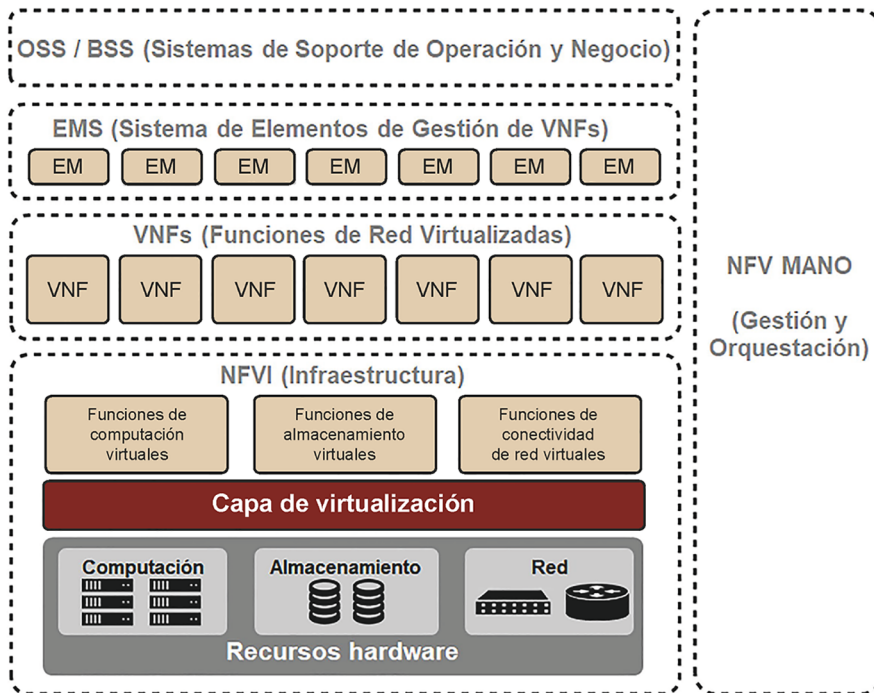 OSS / BSS (Sistemas de Soporte de Operación y Negocio)
EMS (Sistema de Elementos de Gestión de VNFs)
EM
EM
EM
EM
EM
EM
EM
VNFs (Funciones de Red Virtualizadas)
VNF
VNF
VNF
VNF
VNF
VNF
VNF
NFVI (Infraestructura)
Funciones de
computación
virtuales
Funciones de
almacenamiento
virtuales
Funciones de
conectividad
de red virtuales
Capa de virtualización
Computación
Almacenamiento
Red
Recursos hardware
NFV MANO
(Gestión y
Orquestación)